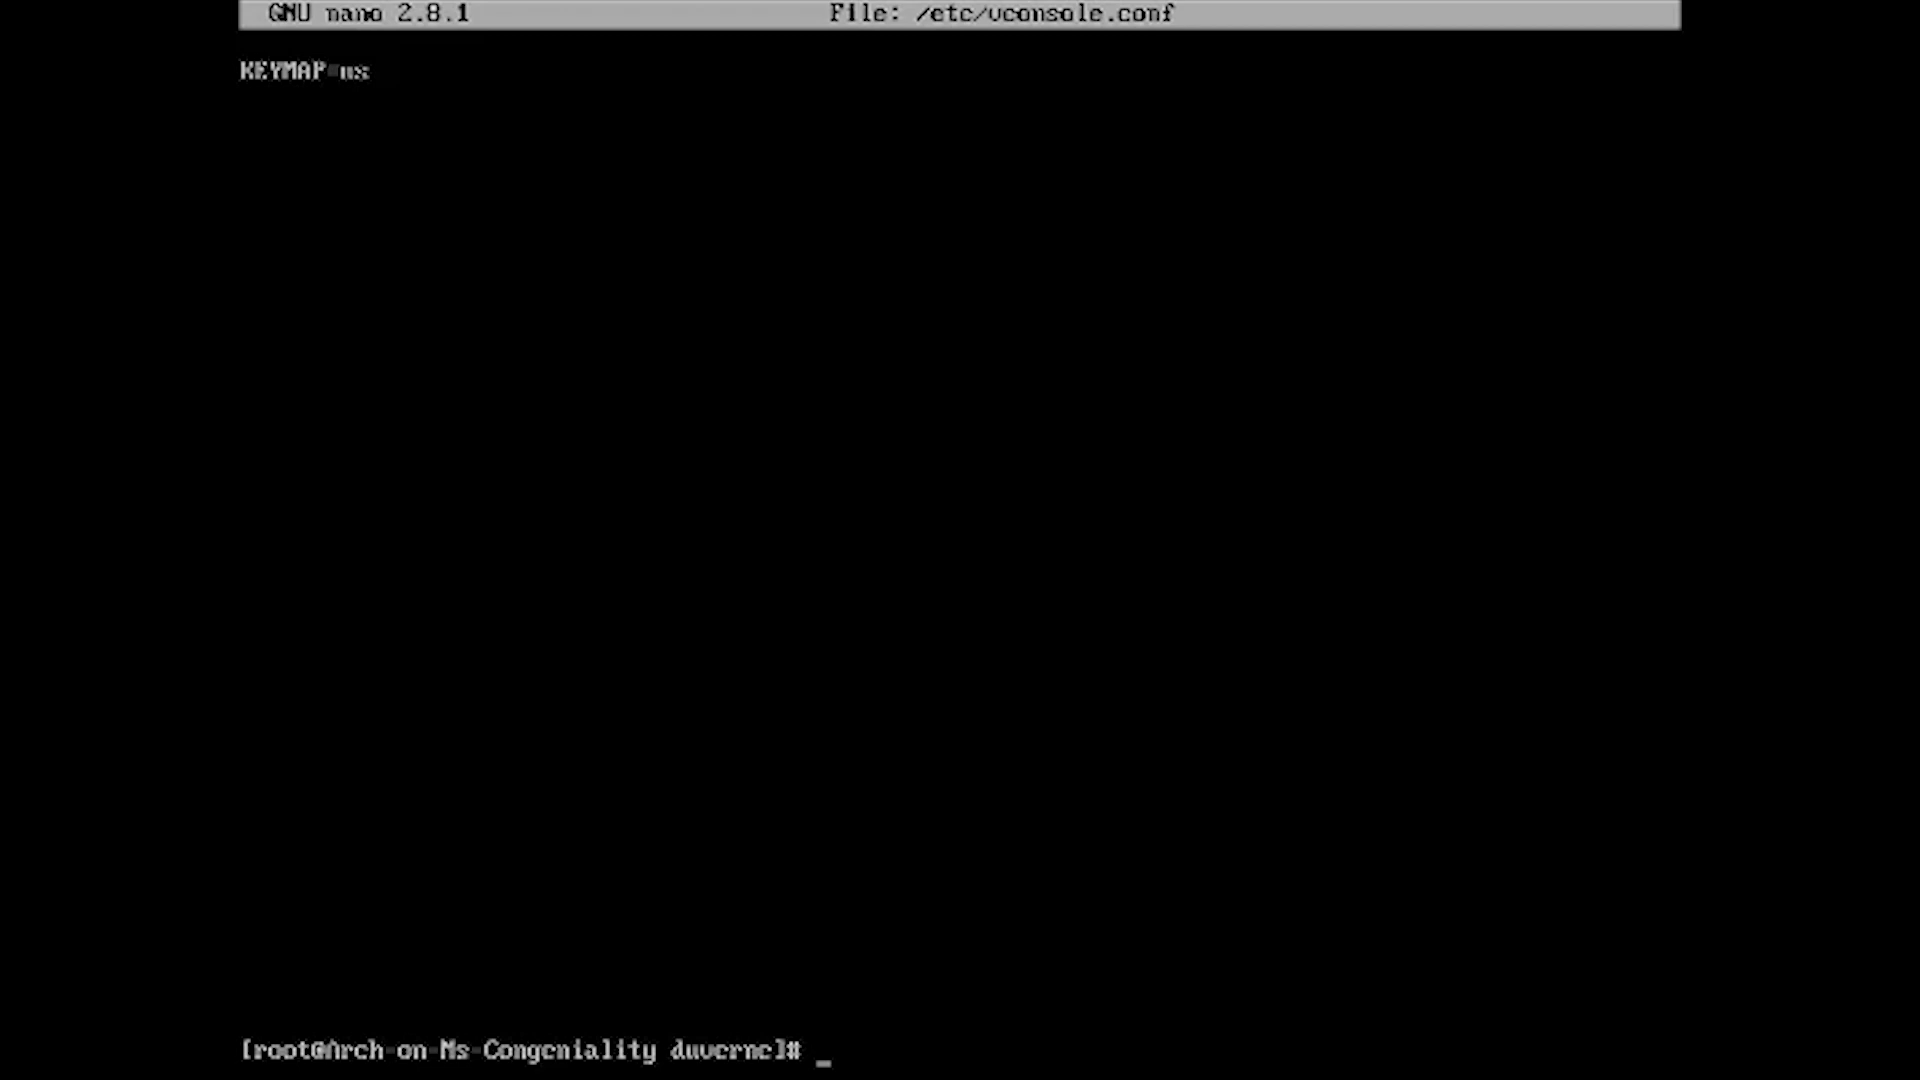 GNU nano 2.8.1 File: /etc/vconsole.conf
KEYMAP=us
[root@Arch-on-Ms-Congeniality duverne]# _